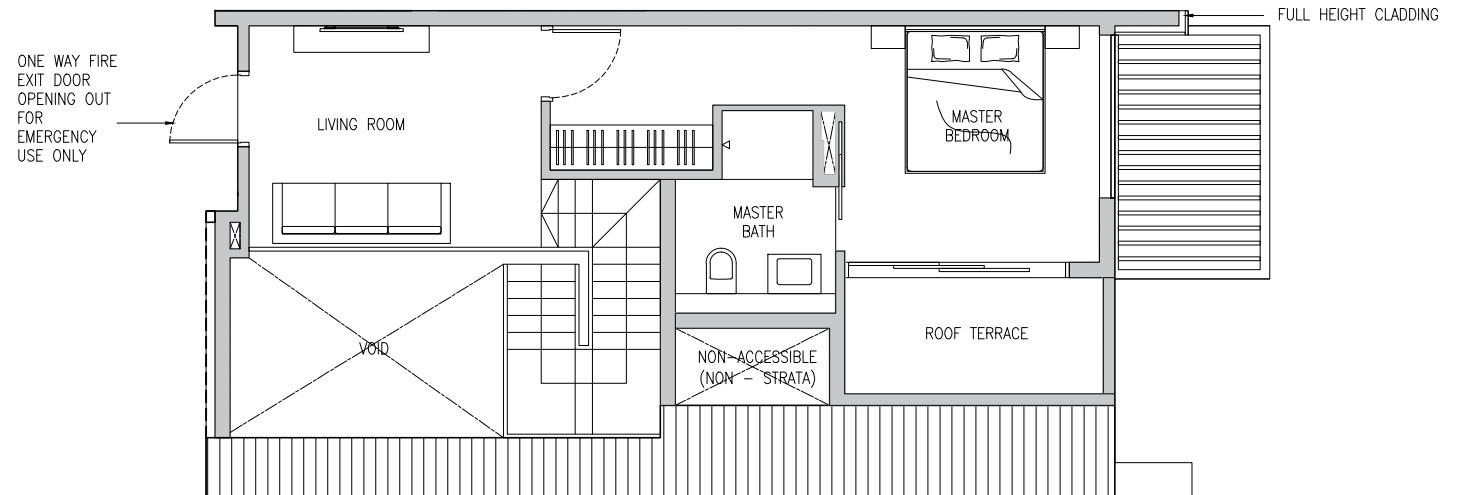 FULL HEIGHT CLADDING
ONE WAY FIRE
EXIT DOOR
OPENING OUT
FOR
EMERGENCY
USE ONLY
LIVING ROOM
MASTER
BEDROOM
MASTER
BATH
VOID
ROOF TERRACE
NON-ACCESSIBLE
(NON - STRATA)